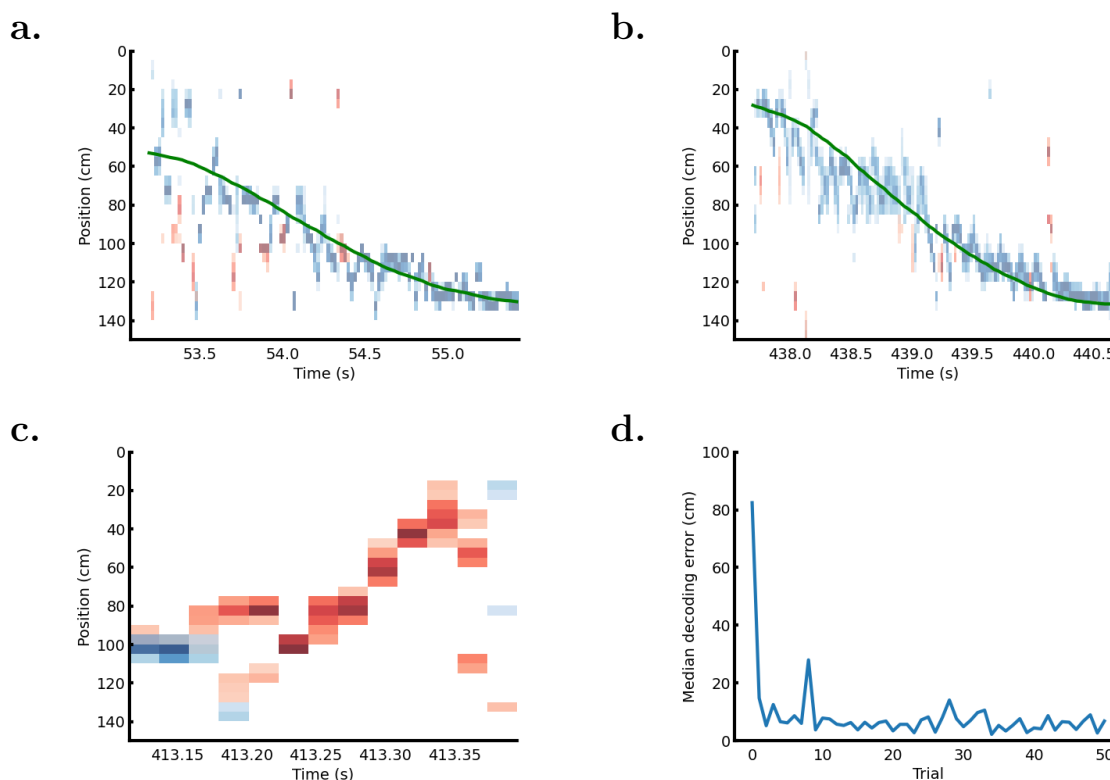 a.
0
20
40
60
80
100
120
140
Position (cm)
53.5 54.0 54.5 55.0
Time (s)
b.
0
20
40
60
80
100
120
140
Position (cm)
438.0 438.5 439.0 439.5 440.0 440.5
Time (s)
c.
0
20
40
60
80
100
120
140
Position (cm)
413.15 413.20 413.25 413.30 413.35
Time (s)
d.
100
80
60
40
20
0
Median decoding error (cm)
0 10 20 30 40 50
Trial